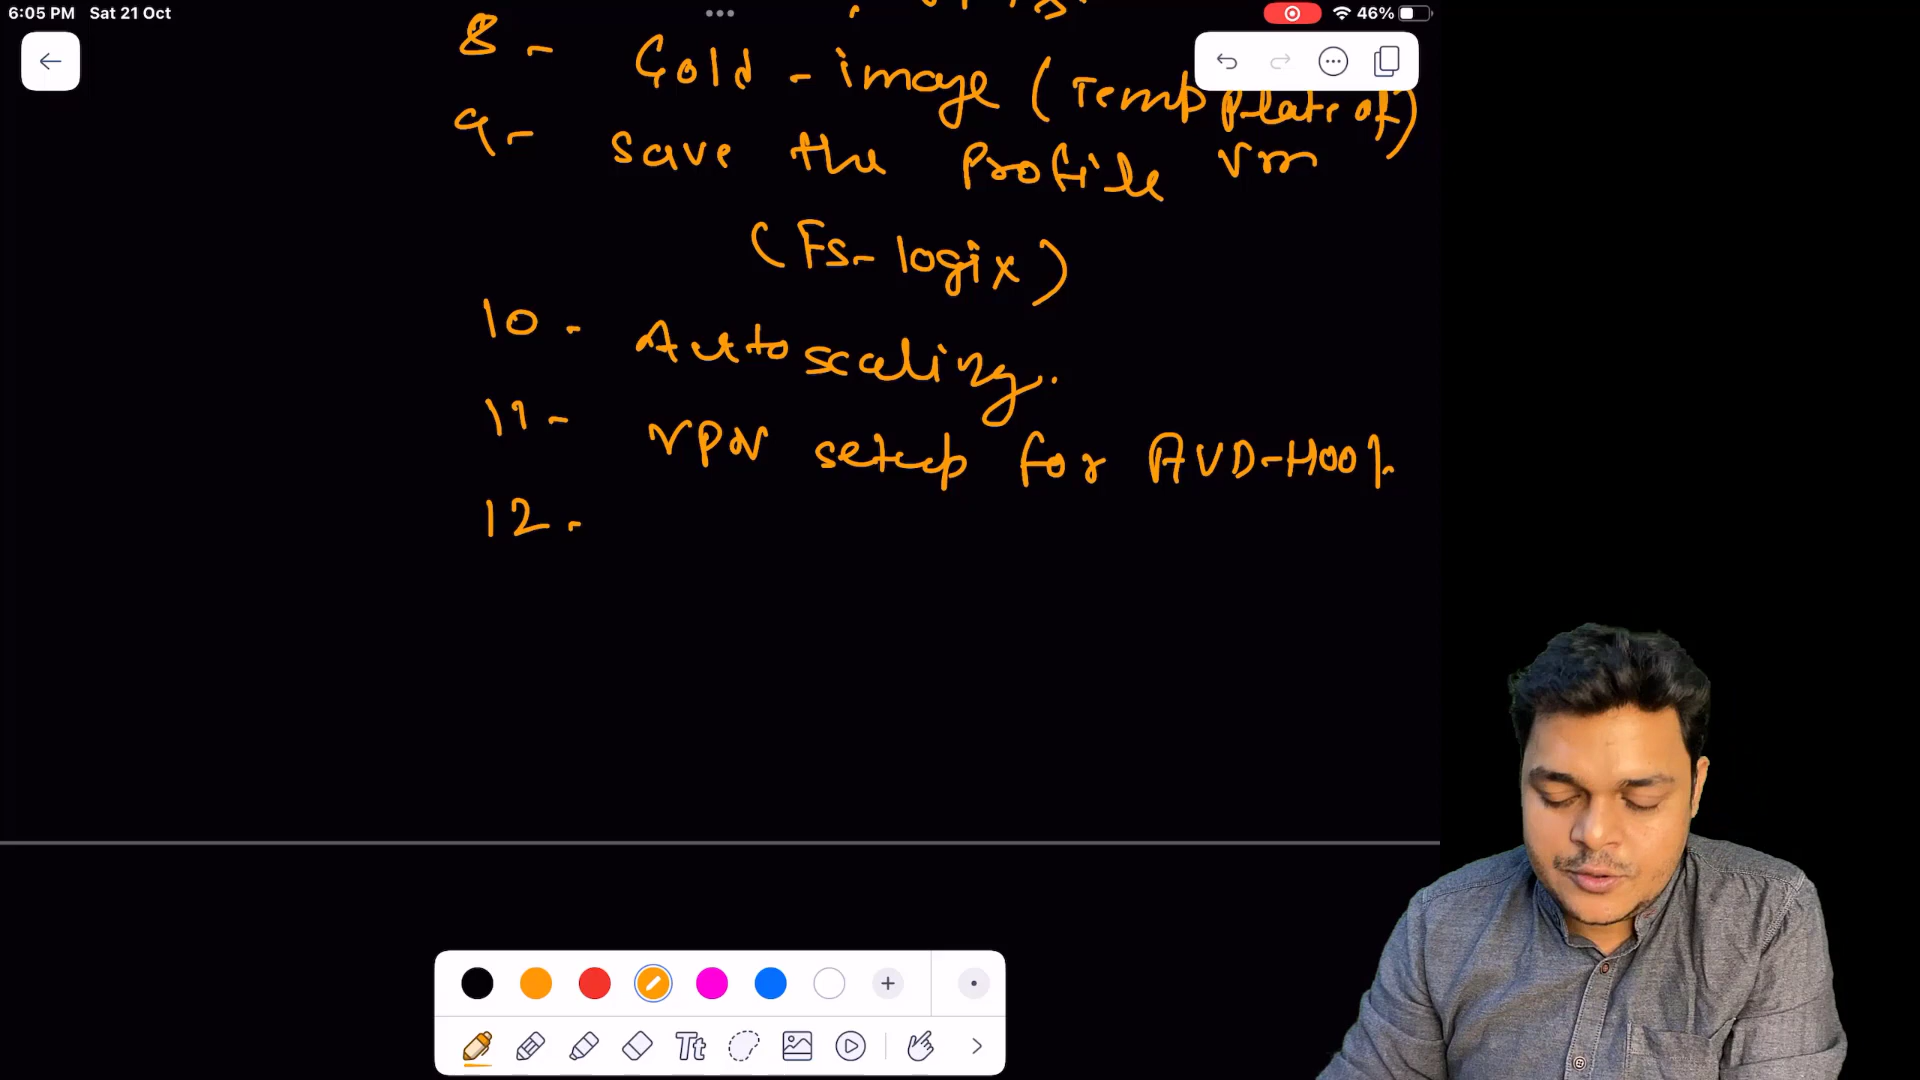 6:05 PM Sat 21 Oct
46%
8 - Gold - image (Template of)
9 - save the Profile vm
(Fs-logix)
10 - Autoscaling.
11 - VPN setup for AVD-
12 -
Tt